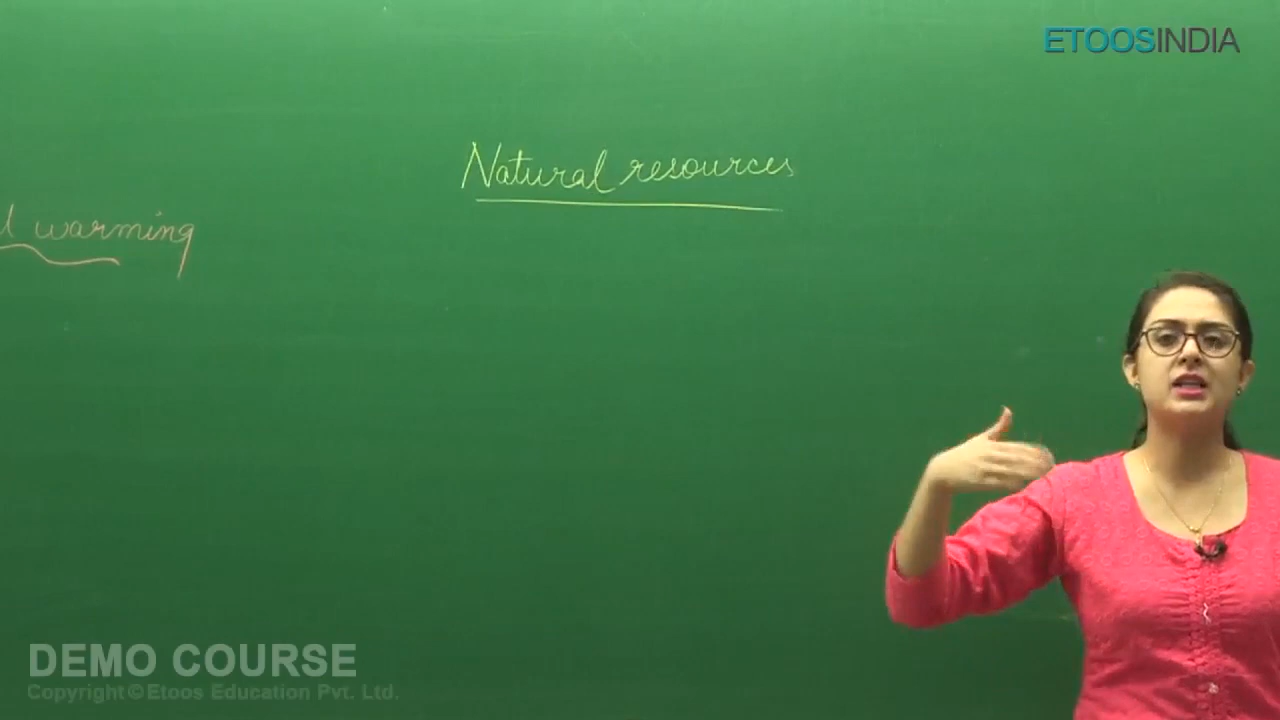 ETOOSINDIA
Natural resources
l warming
DEMO COURSE
Copyright©Etoos Education Pvt. Ltd.